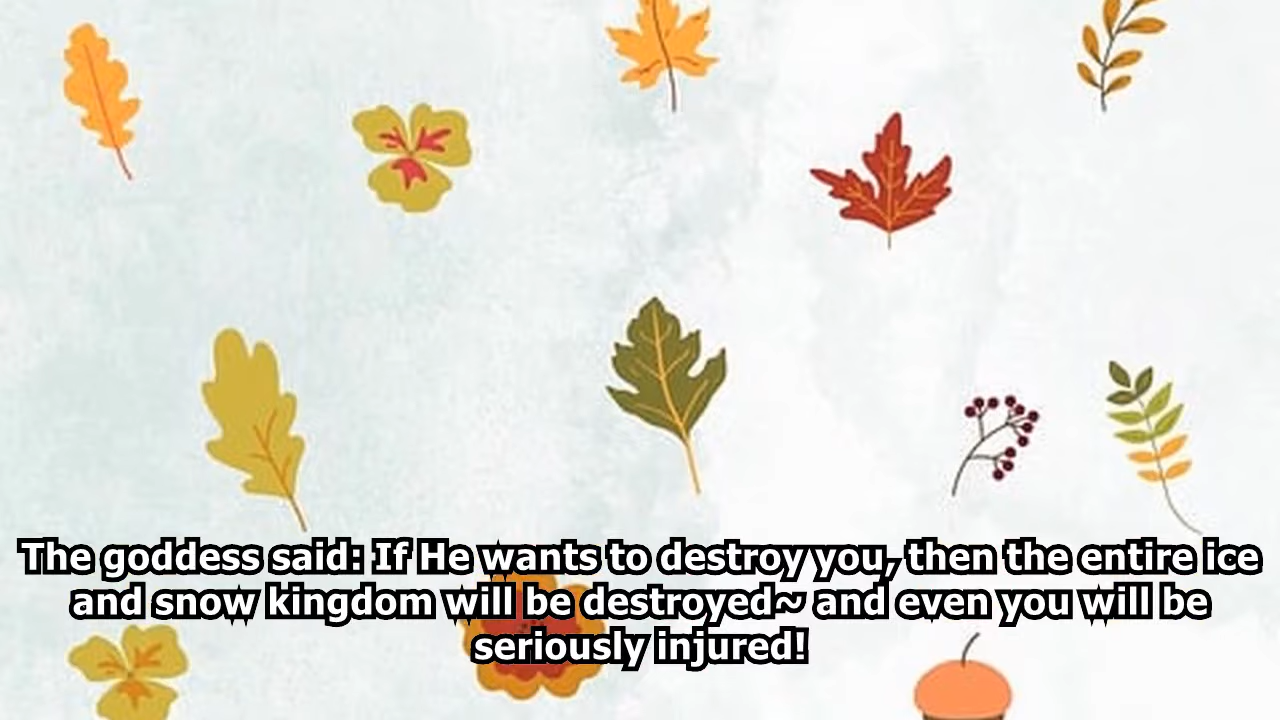 The goddess said: If He wants to destroy you, then the entire ice
and snow kingdom will be destroyed~ and even you will be
seriously injured!